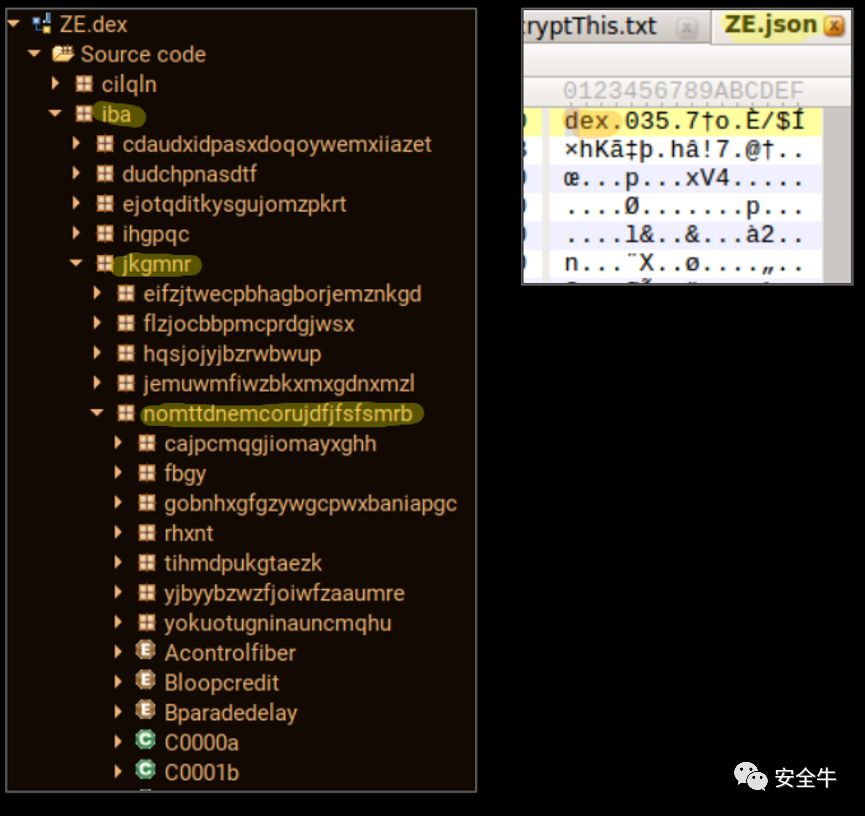 ZE.dex
Source code
cilqln
iba
cdaudxidpasxdoqoywemxiiazet
dudchpnasdtf
ejotqditkysgujomzpkrt
ihgpqc
jkgmnr
eifzjtwecpbhagborjemznkgd
flzjocbbpmcprdgjwsx
hqsjojyjbzrwbwup
jemuwmfiwzbkxmxgdnxmzl
nomttdnemcorujdfjfsfsmrb
cajpcmqgjiomayxghh
fbgy
gobnhxgfgzywgcpwxbaniapgc
rhxnt
tihmdpukgtaezk
yjbyybzwzfjoiwfzaaumre
yokuotugninauncmqhu
Acontrolfiber
Bloopcredit
Bparadedelay
C0000a
C0001b
ryptThis.txt
ZE.json
0123456789ABCDEF
dex.035.7†o.È/$Í
×hKã‡þ.hâ!7.@†..
œ...p...xV4.....
....Ø.......p...
....l&..&...à2..
n...¨X..ø....„..
安全牛